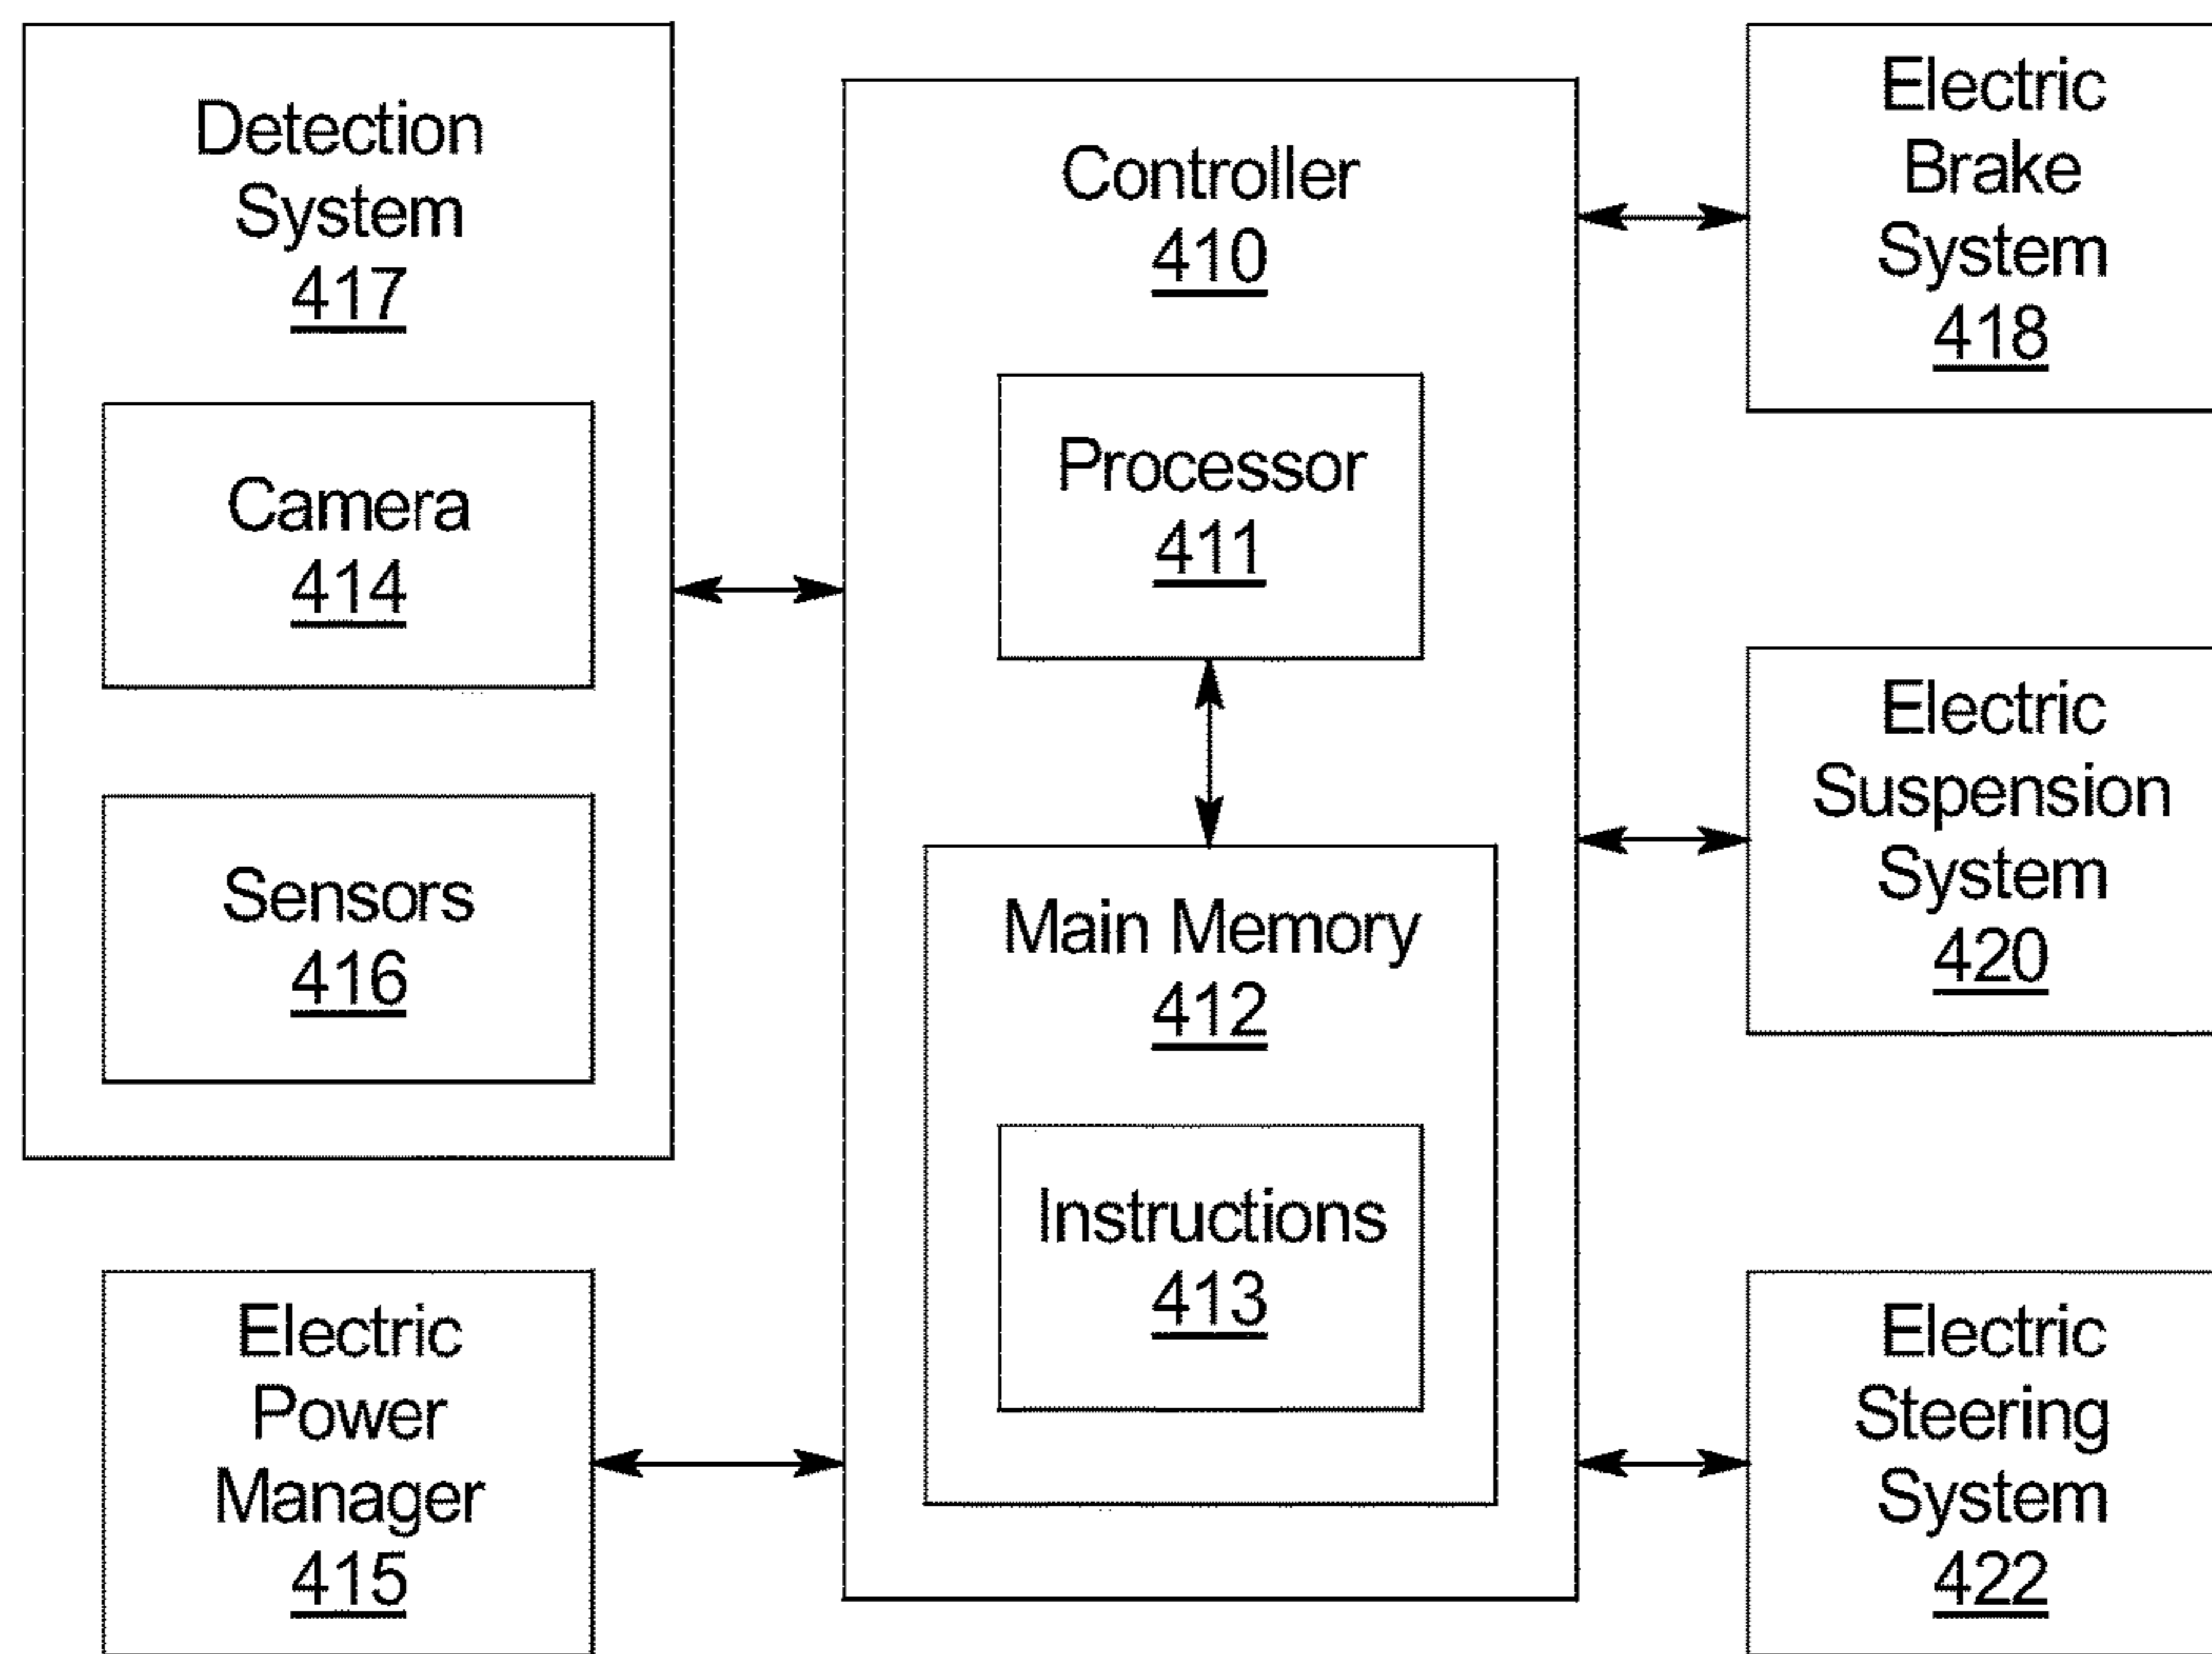 Detection
System
417
Camera
414
Sensors
416
Electric
Power
Manager
415
Controller
410
Processor
411
Main Memory
412
Instructions
413
Electric
Brake
System
418
Electric
Suspension
System
420
Electric
Steering
System
422